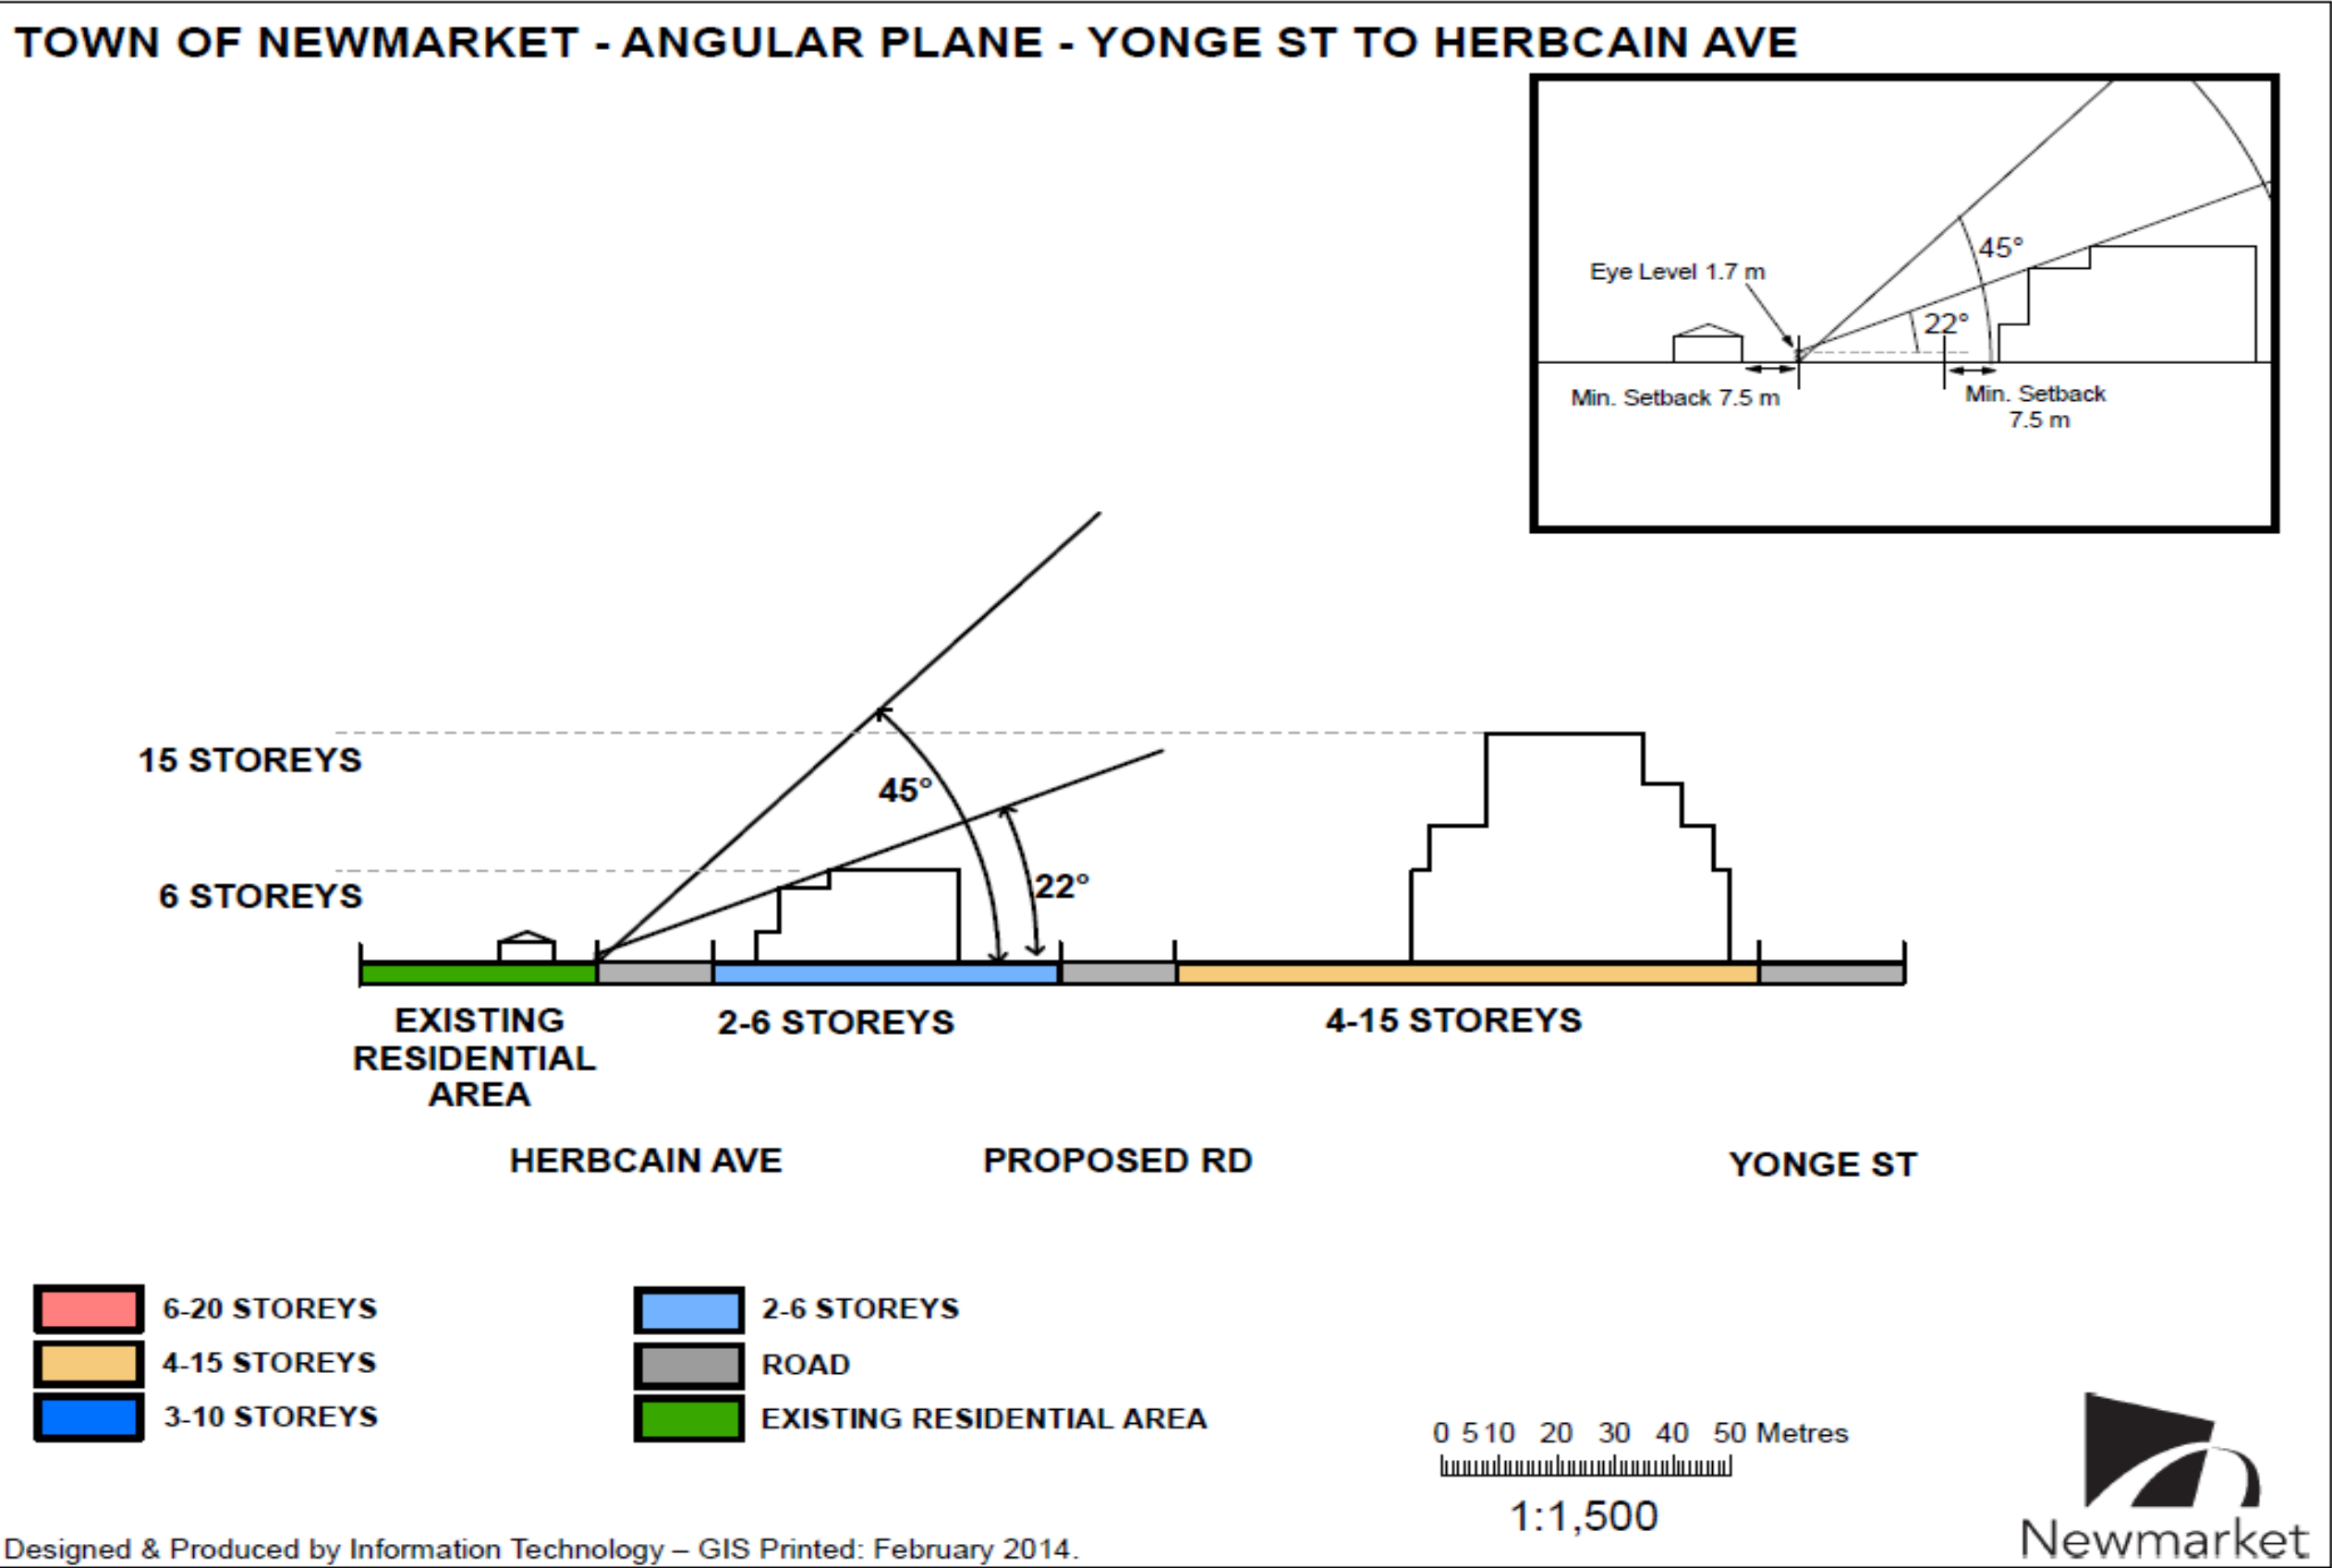 TOWN OF NEWMARKET - ANGULAR PLANE - YONGE ST TO HERBCAIN AVE
45°
Eye Level 1.7 m
22°
Min. Setback 7.5 m
Min. Setback
7.5 m
15 STOREYS
45°
6 STOREYS
22°
EXISTING
RESIDENTIAL
AREA
2-6 STOREYS
4-15 STOREYS
HERBCAIN AVE
PROPOSED RD
YONGE ST
6-20 STOREYS
4-15 STOREYS
3-10 STOREYS
2-6 STOREYS
ROAD
EXISTING RESIDENTIAL AREA
0 5 10 20 30 40 50 Metres
1:1,500
Newmarket
Designed & Produced by Information Technology – GIS Printed: February 2014.